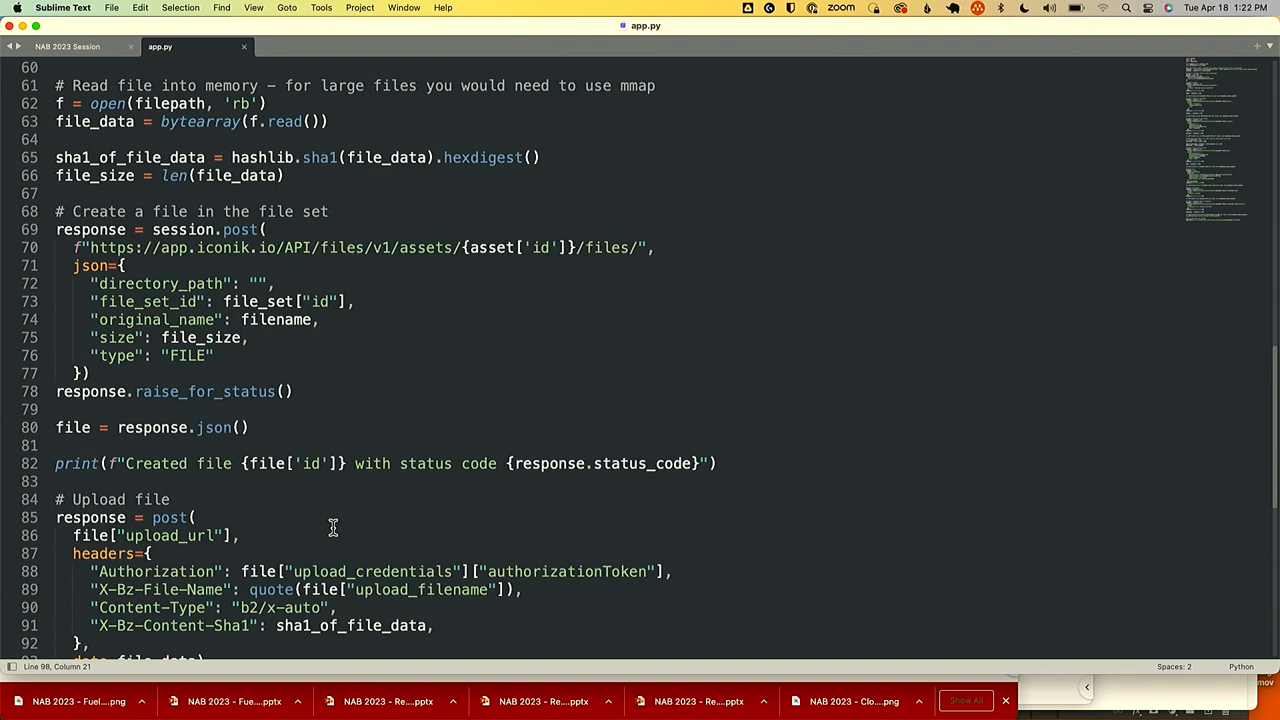 Sublime Text File Edit Selection Find View Goto Tools Project Window Help zoom Tue Apr 18 1:22 PM
app.py
NAB 2023 Session × app.py ×
60
61 # Read file into memory – for large files you would need to use mmap
62 f = open(filepath, 'rb')
63 file_data = bytearray(f.read())
64
65 sha1_of_file_data = hashlib.sha1(file_data).hexdigest()
66 file_size = len(file_data)
67
68 # Create a file in the file set
69 response = session.post(
70 f"https://app.iconik.io/API/files/v1/assets/{asset['id']}/files/",
71 json={
72 "directory_path": "",
73 "file_set_id": file_set["id"],
74 "original_name": filename,
75 "size": file_size,
76 "type": "FILE"
77 })
78 response.raise_for_status()
79
80 file = response.json()
81
82 print(f"Created file {file['id']} with status code {response.status_code}")
83
84 # Upload file
85 response = post(
86 file["upload_url"],
87 headers={
88 "Authorization": file["upload_credentials"]["authorizationToken"],
89 "X-Bz-File-Name": quote(file["upload_filename"]),
90 "Content-Type": "b2/x-auto",
91 "X-Bz-Content-Sha1": sha1_of_file_data,
92 },
data=file_data)
Line 98, Column 21 Spaces: 2 Python
NAB 2023 - Fuel....png NAB 2023 - Fue....pptx NAB 2023 - Re....pptx NAB 2023 - Re....pptx NAB 2023 - Re....pptx NAB 2023 - Clo....png Show All × mov